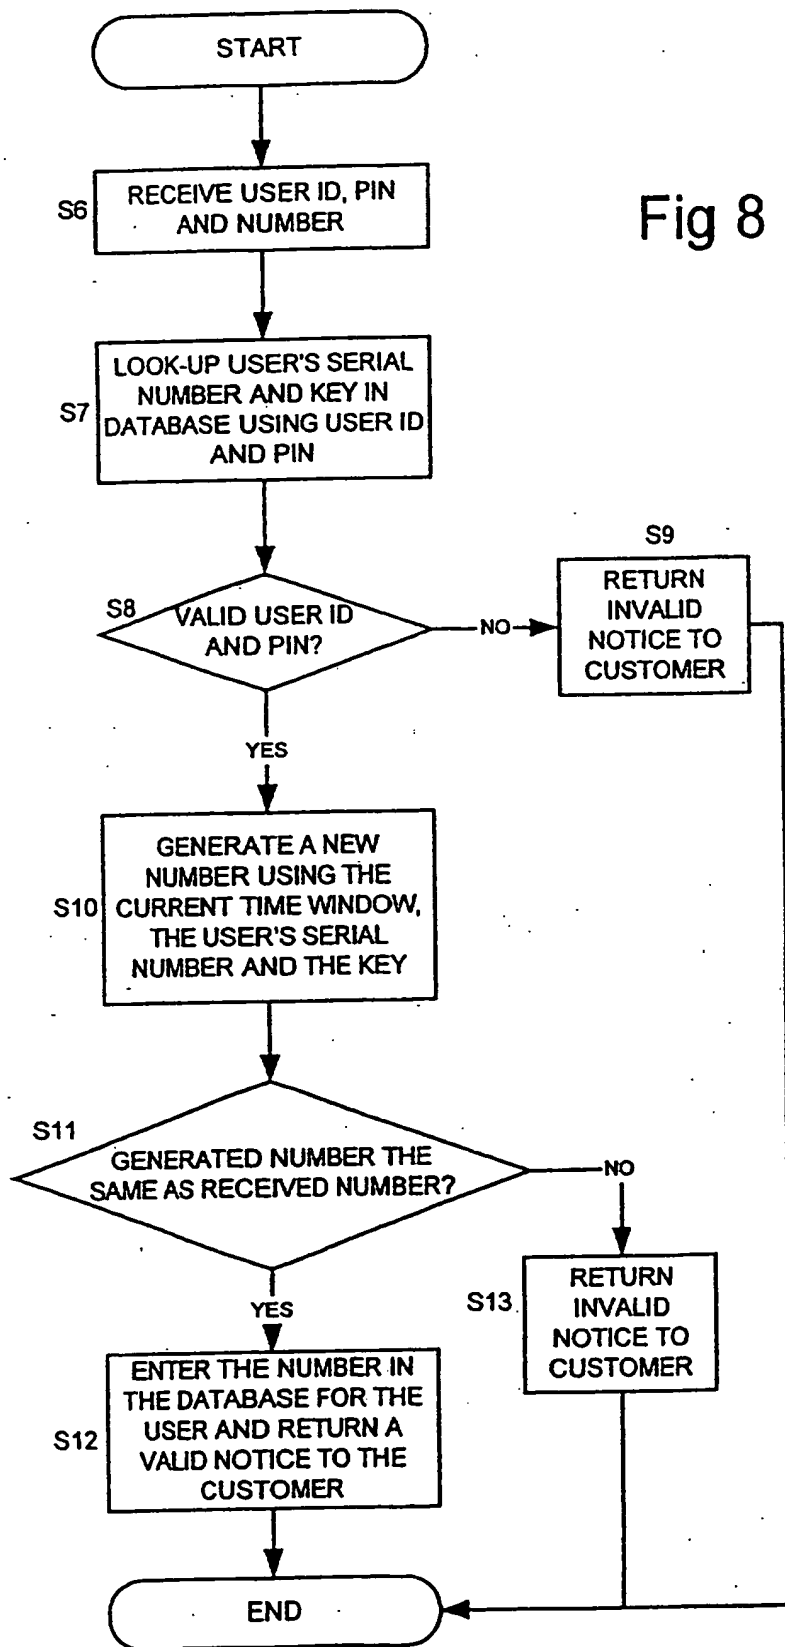 START
S6
RECEIVE USER ID, PIN
AND NUMBER
Fig 8
S7
LOOK-UP USER'S SERIAL
NUMBER AND KEY IN
DATABASE USING USER ID
AND PIN
S8
VALID USER ID
AND PIN?
NO
S9
RETURN
INVALID
NOTICE TO
CUSTOMER
YES
S10
GENERATE A NEW
NUMBER USING THE
CURRENT TIME WINDOW,
THE USER'S SERIAL
NUMBER AND THE KEY
S11
GENERATED NUMBER THE
SAME AS RECEIVED NUMBER?
NO
S13
RETURN
INVALID
NOTICE TO
CUSTOMER
YES
S12
ENTER THE NUMBER IN
THE DATABASE FOR THE
USER AND RETURN A
VALID NOTICE TO THE
CUSTOMER
END